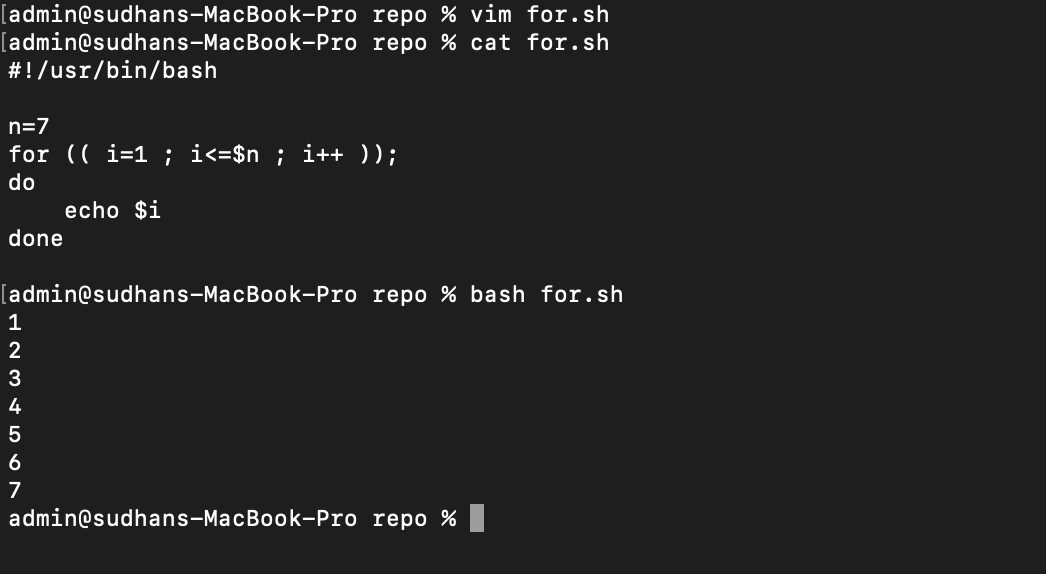 [admin@sudhans-MacBook-Pro repo % vim for.sh
[admin@sudhans-MacBook-Pro repo % cat for.sh
#!/usr/bin/bash

n=7
for (( i=1 ; i<=$n ; i++ ));
do
    echo $i
done

[admin@sudhans-MacBook-Pro repo % bash for.sh
1
2
3
4
5
6
7
admin@sudhans-MacBook-Pro repo %